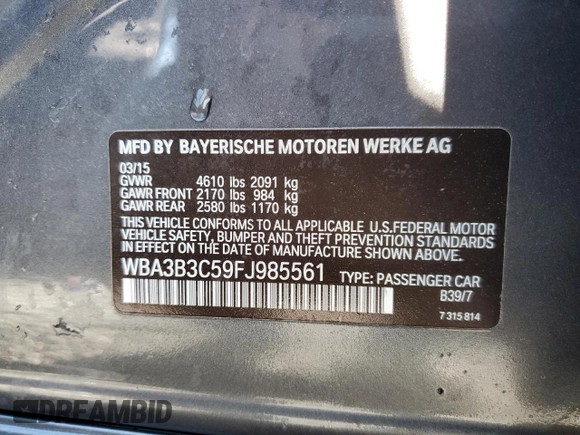 MFD BY BAYERISCHE MOTOREN WERKE AG
03/15
GVWR 4610 lbs 2091 kg
GAWR FRONT 2170 lbs 984 kg
GAWR REAR 2580 lbs 1170 kg
THIS VEHICLE CONFORMS TO ALL APPLICABLE U.S.FEDERAL MOTOR
VEHICLE SAFETY, BUMPER AND THEFT PREVENTION STANDARDS
IN EFFECT ON THE DATE OF MANUFACTURE SHOWN ABOVE.
WBA3B3C59FJ985561 TYPE: PASSENGER CAR
B39/7
7 315 814
DREAMBID